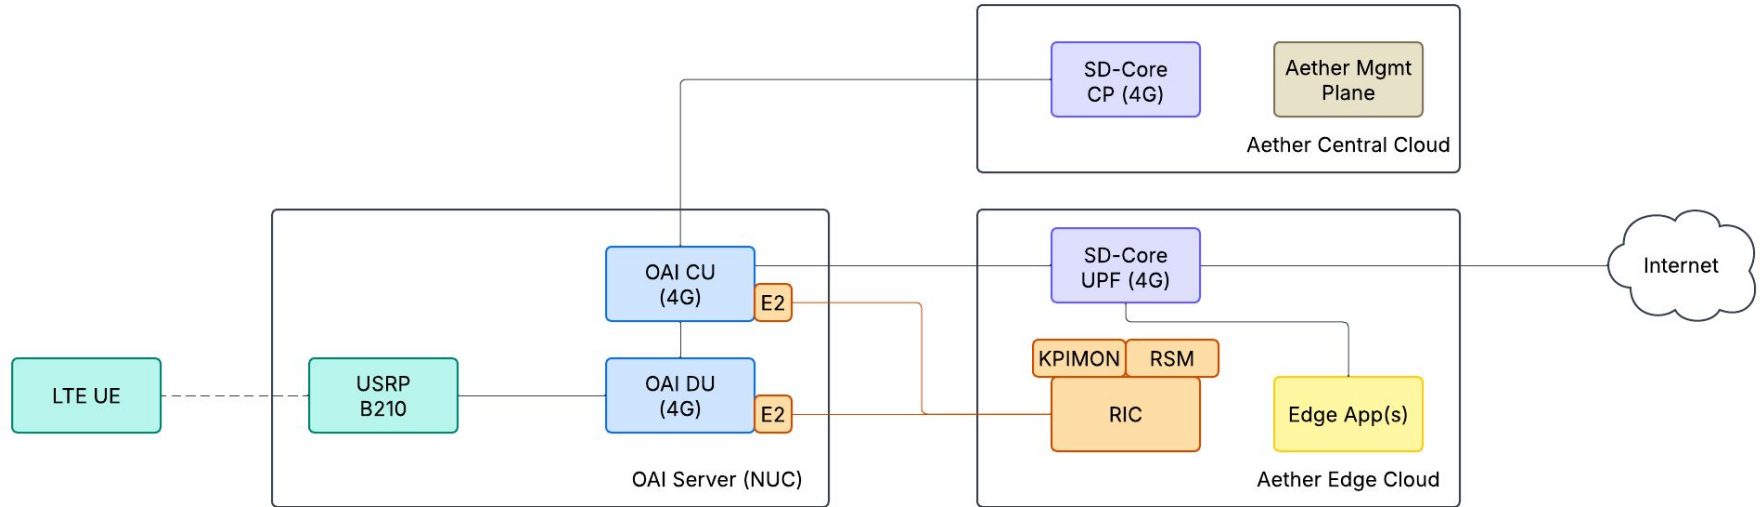 SD-Core
CP (4G)
Aether Mgmt
Plane
Aether Central Cloud
OAI CU
(4G)
E2
SD-Core
UPF (4G)
Internet
LTE UE
USRP
B210
OAI DU
(4G)
E2
KPIMON
RSM
RIC
Edge App(s)
OAI Server (NUC)
Aether Edge Cloud